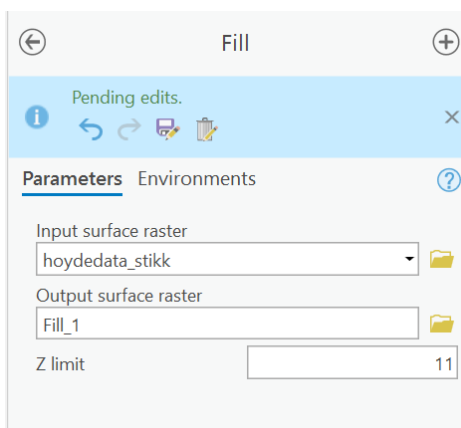 Fill
Pending edits.
Parameters Environments
Input surface raster
hoydedata_stikk
Output surface raster
Fill_1
Z limit 11